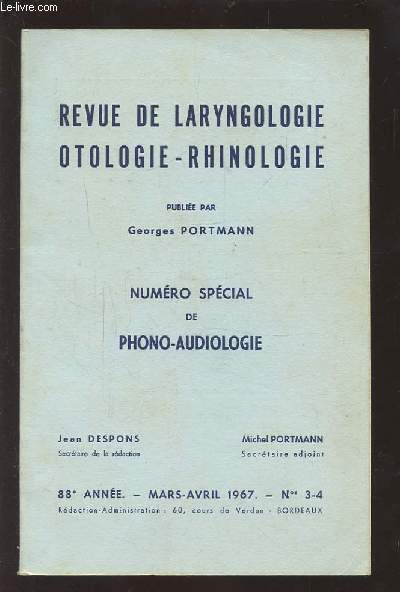 Le-livre.com
REVUE DE LARYNGOLOGIE
OTOLOGIE - RHINOLOGIE
PUBLIÉE PAR
Georges PORTMANN
NUMÉRO SPÉCIAL
DE
PHONO-AUDIOLOGIE
Jean DESPONS
Secrétaire de la rédaction
Michel PORTMANN
Secrétaire adjoint
88e ANNÉE. - MARS-AVRIL 1967. - Nos 3-4
Rédaction-Administration : 60, cours de Verdun - BORDEAUX